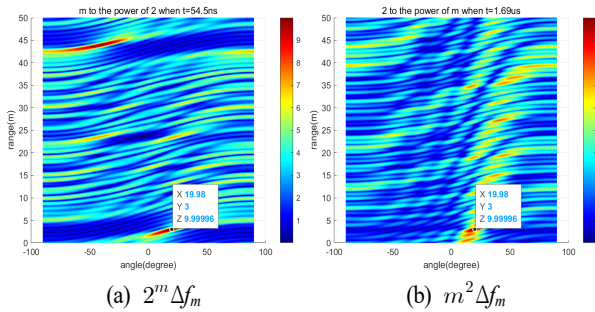 m to the power of 2 when t=54.5ns
50
45
40
35
30
25
20
15
10
5
0
range(m)
-100
-50
0
50
100
angle(degree)
9
8
7
6
5
4
3
2
1
X 19.98
Y 3
Z 9.99996
(a) 2^m Δf_m
2 to the power of m when t=1.69us
50
45
40
35
30
25
20
15
10
5
0
range(m)
-100
-50
0
50
100
angle(degree)
X 19.98
Y 3
Z 9.99996
(b) m^2 Δf_m